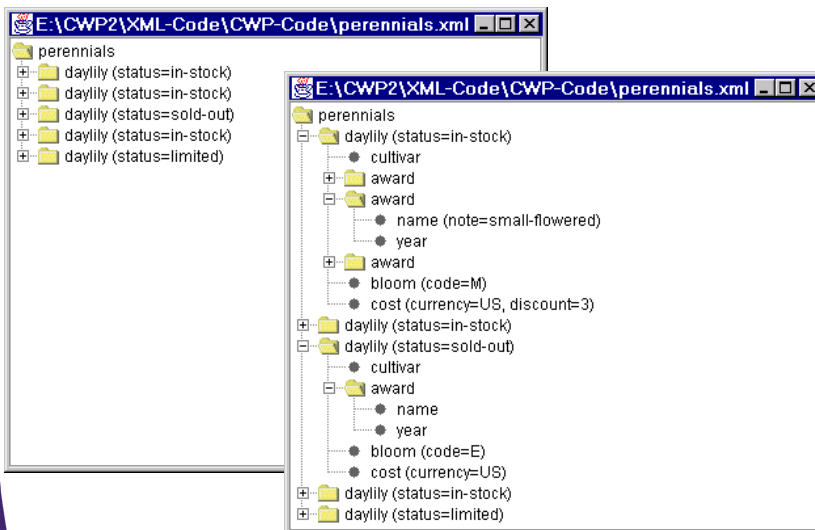 E:\CWP2\XML-Code\CWP-Code\perennials.xml
perennials
daylily (status=in-stock)
daylily (status=in-stock)
daylily (status=sold-out)
daylily (status=in-stock)
daylily (status=limited)
E:\CWP2\XML-Code\CWP-Code\perennials.xml
perennials
daylily (status=in-stock)
cultivar
award
award
name (note=small-flowered)
year
award
bloom (code=M)
cost (currency=US, discount=3)
daylily (status=in-stock)
daylily (status=sold-out)
cultivar
award
name
year
bloom (code=E)
cost (currency=US)
daylily (status=in-stock)
daylily (status=limited)